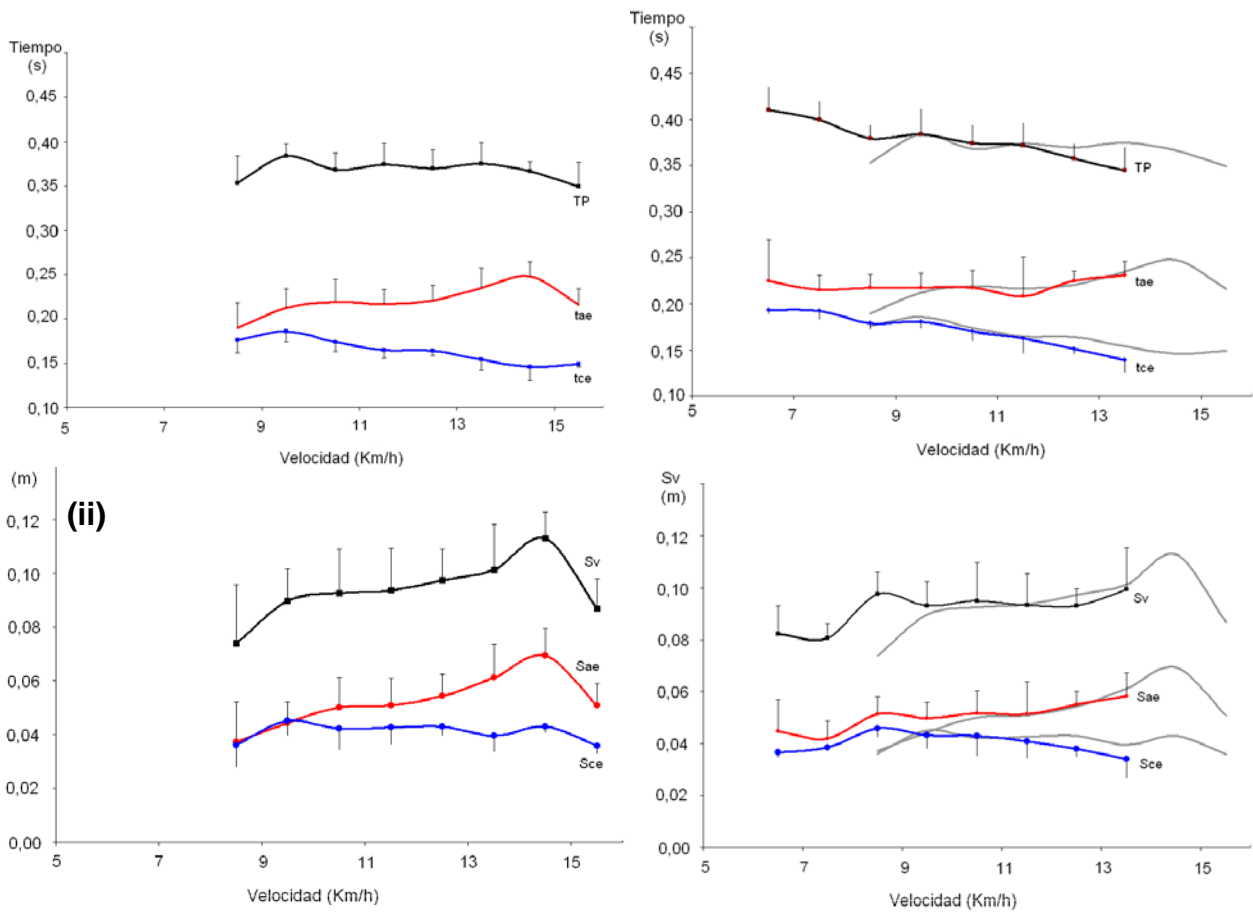 Tiempo
(s)
0,45
0,40
0,35
0,30
0,25
0,20
0,15
0,10
TP
tae
tce
5
7
9
11
13
15
Velocidad (Km/h)
Tiempo
(s)
0,45
0,40
0,35
0,30
0,25
0,20
0,15
0,10
TP
tae
tce
5
7
9
11
13
15
Velocidad (Km/h)
(m)
(ii)
0,12
0,10
0,08
0,06
0,04
0,02
0,00
Sv
Sae
Sce
5
7
9
11
13
15
Velocidad (Km/h)
Sv
(m)
0,12
0,10
0,08
0,06
0,04
0,02
0,00
Sv
Sae
Sce
5
7
9
11
13
15
Velocidad (Km/h)